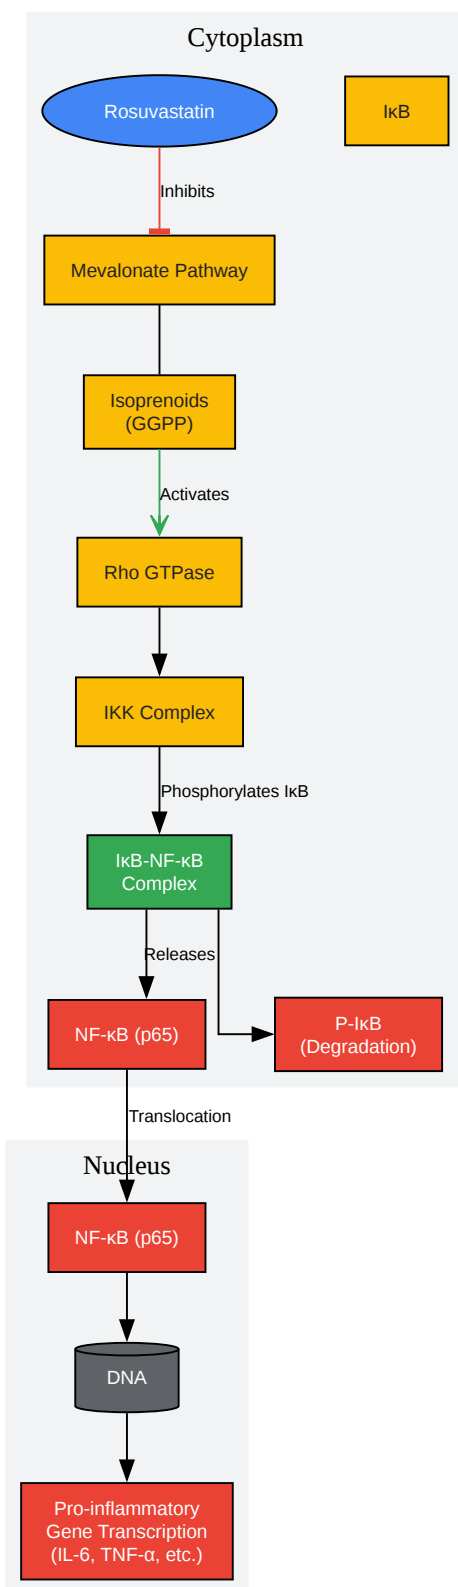 Cytoplasm
Rosuvastatin
IκB
Inhibits
Mevalonate Pathway
Isoprenoids
(GGPP)
Activates
Rho GTPase
IKK Complex
Phosphorylates IκB
IκB-NF-κB
Complex
Releases
NF-κB (p65)
P-IκB
(Degradation)
Translocation
Nucleus
NF-κB (p65)
DNA
Pro-inflammatory
Gene Transcription
(IL-6, TNF-α, etc.)